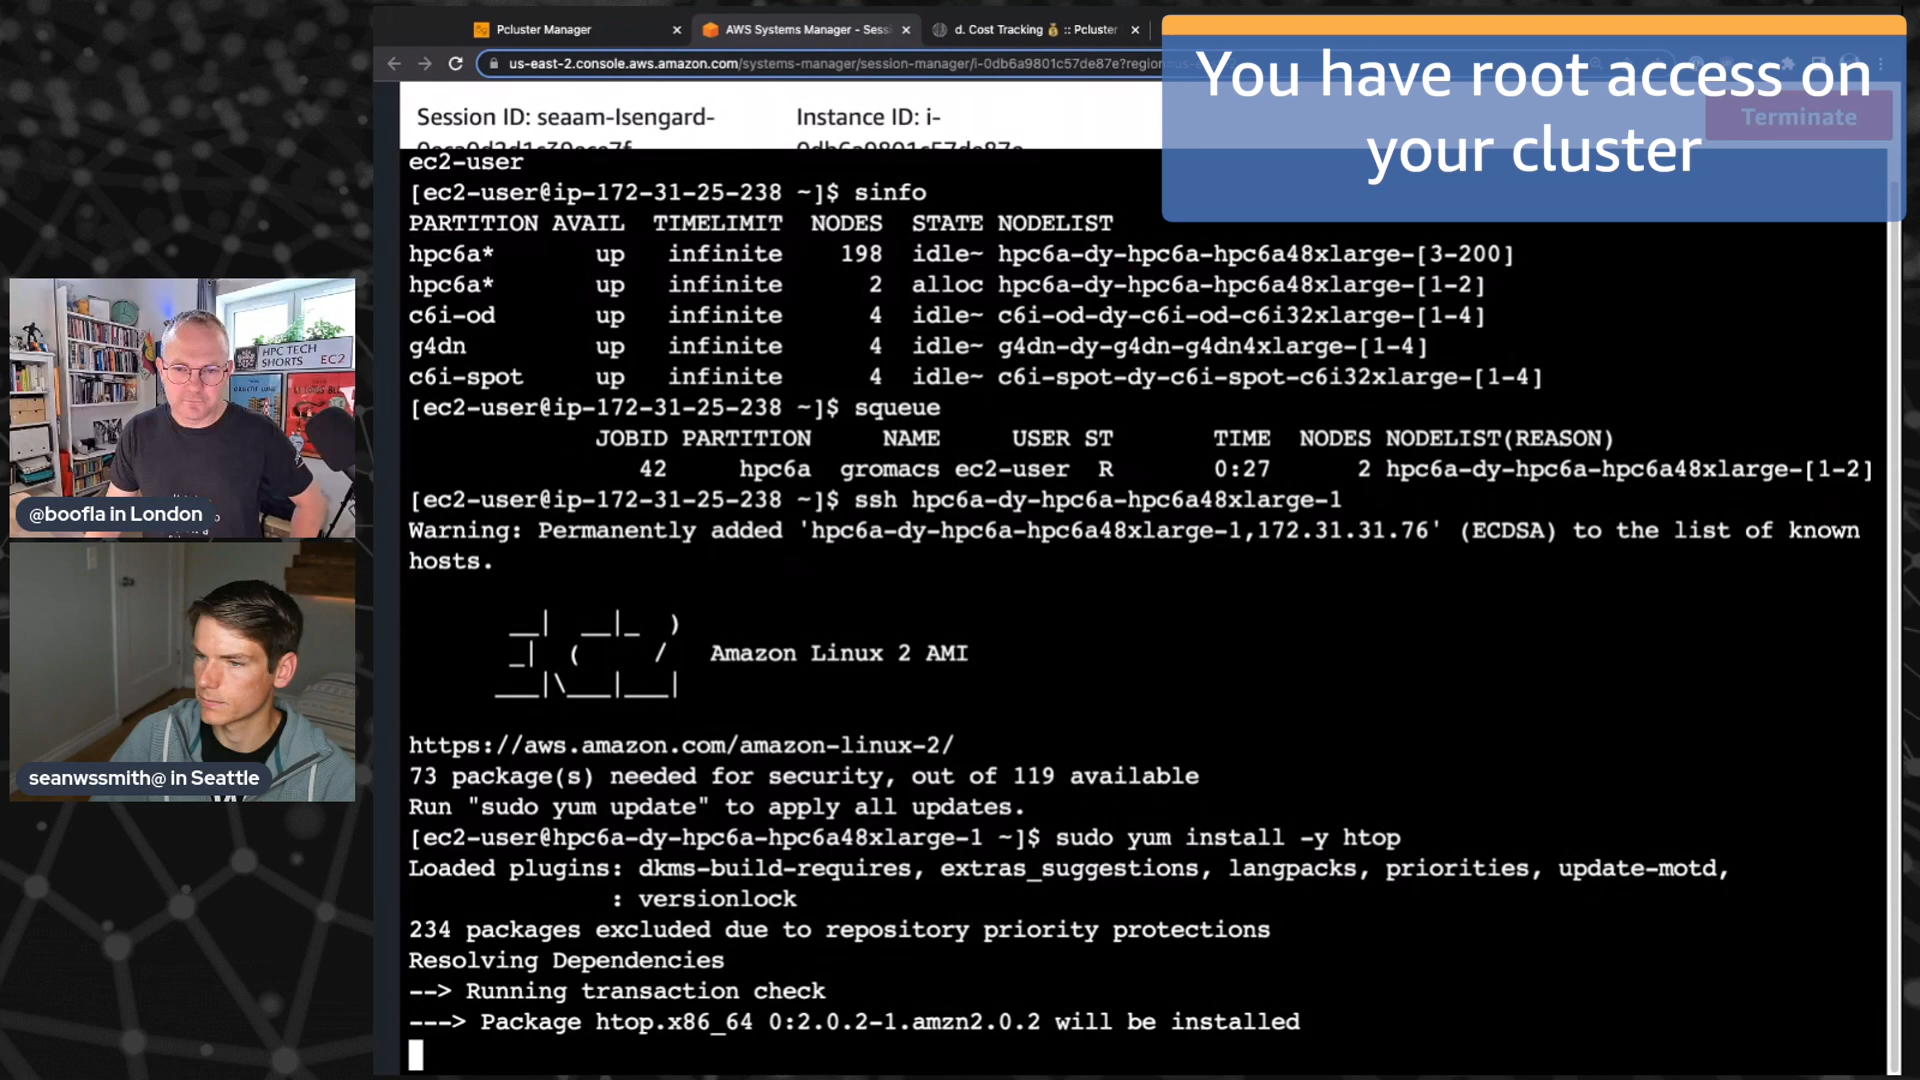 Pcluster Manager
AWS Systems Manager - Sess
d. Cost Tracking 💰 :: Pcluster
us-east-2.console.aws.amazon.com/systems-manager/session-manager/i-0db6a9801c57de87e?region=us-e
You have root access on
your cluster
Terminate
Session ID: seaam-Isengard-
0eca0d2d1c39ece7f
Instance ID: i-
0db6a9801c57de87e
ec2-user
[ec2-user@ip-172-31-25-238 ~]$ sinfo
PARTITION AVAIL TIMELIMIT NODES STATE NODELIST
hpc6a* up infinite 198 idle~ hpc6a-dy-hpc6a-hpc6a48xlarge-[3-200]
hpc6a* up infinite 2 alloc hpc6a-dy-hpc6a-hpc6a48xlarge-[1-2]
c6i-od up infinite 4 idle~ c6i-od-dy-c6i-od-c6i32xlarge-[1-4]
g4dn up infinite 4 idle~ g4dn-dy-g4dn-g4dn4xlarge-[1-4]
c6i-spot up infinite 4 idle~ c6i-spot-dy-c6i-spot-c6i32xlarge-[1-4]
[ec2-user@ip-172-31-25-238 ~]$ squeue
JOBID PARTITION NAME USER ST TIME NODES NODELIST(REASON)
42 hpc6a gromacs ec2-user R 0:27 2 hpc6a-dy-hpc6a-hpc6a48xlarge-[1-2]
[ec2-user@ip-172-31-25-238 ~]$ ssh hpc6a-dy-hpc6a-hpc6a48xlarge-1
Warning: Permanently added 'hpc6a-dy-hpc6a-hpc6a48xlarge-1,172.31.31.76' (ECDSA) to the list of known
hosts.
__| __|_ )
_| ( / Amazon Linux 2 AMI
___|\___|___|
https://aws.amazon.com/amazon-linux-2/
73 package(s) needed for security, out of 119 available
Run "sudo yum update" to apply all updates.
[ec2-user@hpc6a-dy-hpc6a-hpc6a48xlarge-1 ~]$ sudo yum install -y htop
Loaded plugins: dkms-build-requires, extras_suggestions, langpacks, priorities, update-motd,
: versionlock
234 packages excluded due to repository priority protections
Resolving Dependencies
--> Running transaction check
---> Package htop.x86_64 0:2.0.2-1.amzn2.0.2 will be installed
HPC TECH
SHORTS
EC2
@boofla in London
seanwssmith@ in Seattle